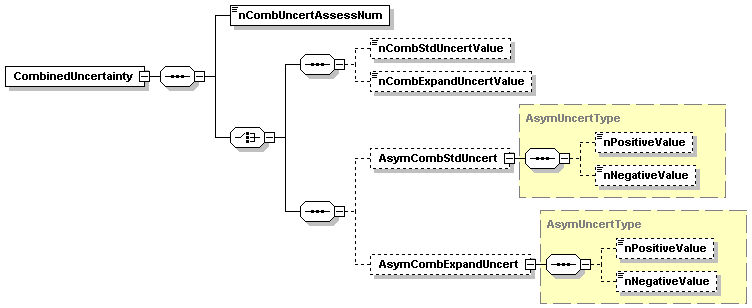 nCombUncertAssessNum
CombinedUncertainty
nCombStdUncertValue
nCombExpandUncertValue
AsymUncertType
AsymCombStdUncert
nPositiveValue
nNegativeValue
AsymUncertType
AsymCombExpandUncert
nPositiveValue
nNegativeValue